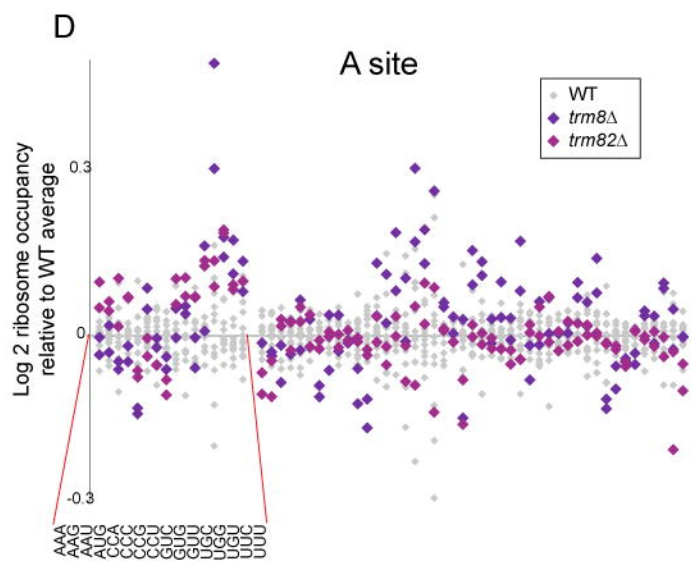 D
A site
WT
trm8Δ
trm82Δ
Log 2 ribosome occupancy
relative to WT average
0.3
0
-0.3
AAA
AAG
AAU
AUG
CCA
CCC
CCG
CCU
GUC
GUG
GUU
UGC
UGG
UGU
UUC
UUU